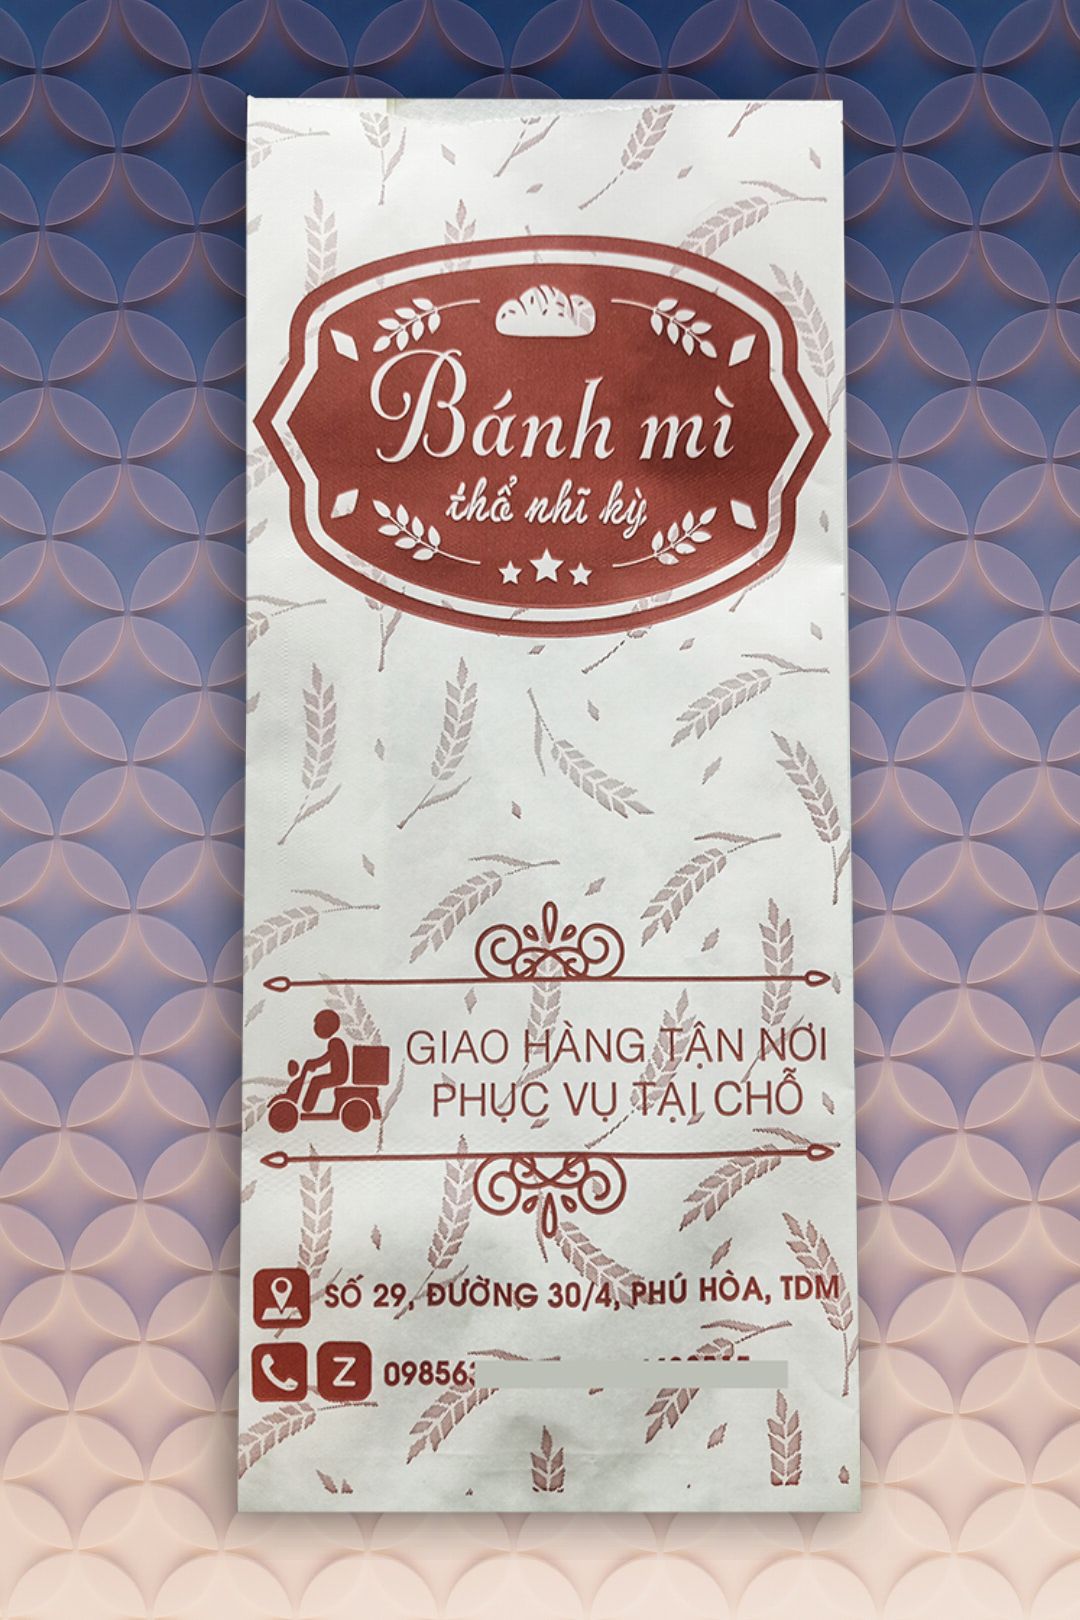 Bánh mì
thổ nhĩ kỳ
GIAO HÀNG TẬN NƠI
PHỤC VỤ TẠI CHỖ
SỐ 29, ĐƯỜNG 30/4, PHÚ HÒA, TDM
Z